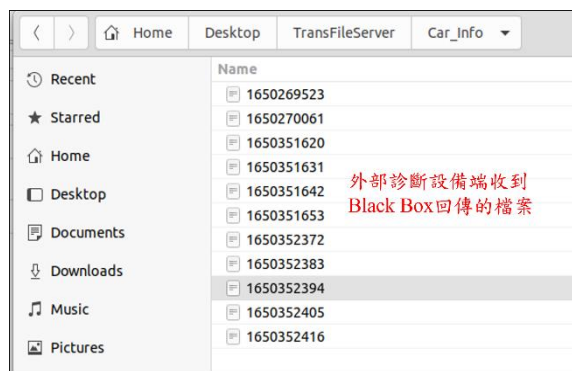 Home Desktop TransFileServer Car_Info
Recent
Starred
Home
Desktop
Documents
Downloads
Music
Pictures
Name
1650269523
1650270061
1650351620
1650351631
1650351642
1650351653
1650352372
1650352383
1650352394
1650352405
1650352416
外部診斷設備端收到
Black Box回傳的檔案